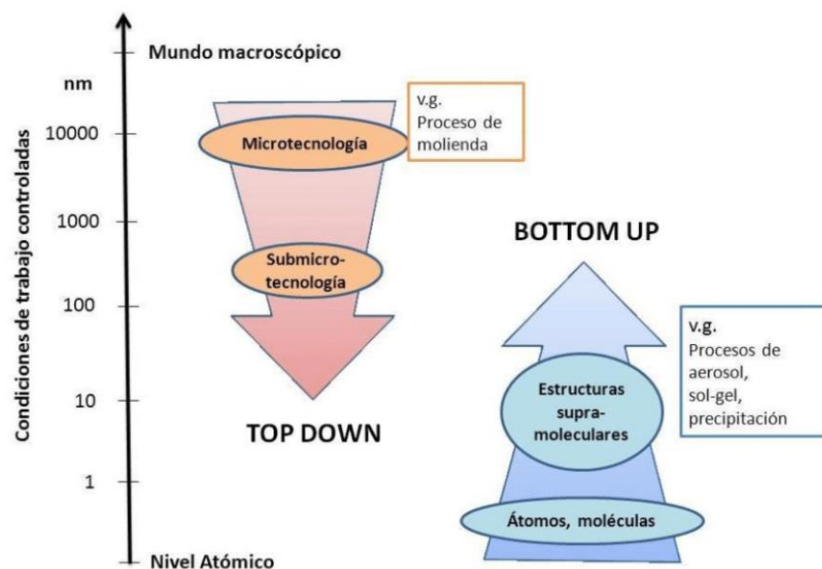 Mundo macroscópico
nm
10000
1000
100
10
1
Nivel Atómico
Condiciones de trabajo controladas
Microtecnología
Submicro-
tecnología
TOP DOWN
v.g.
Proceso de
molienda
BOTTOM UP
Estructuras
supra-
moleculares
Átomos, moléculas
v.g.
Procesos de
aerosol,
sol-gel,
precipitación